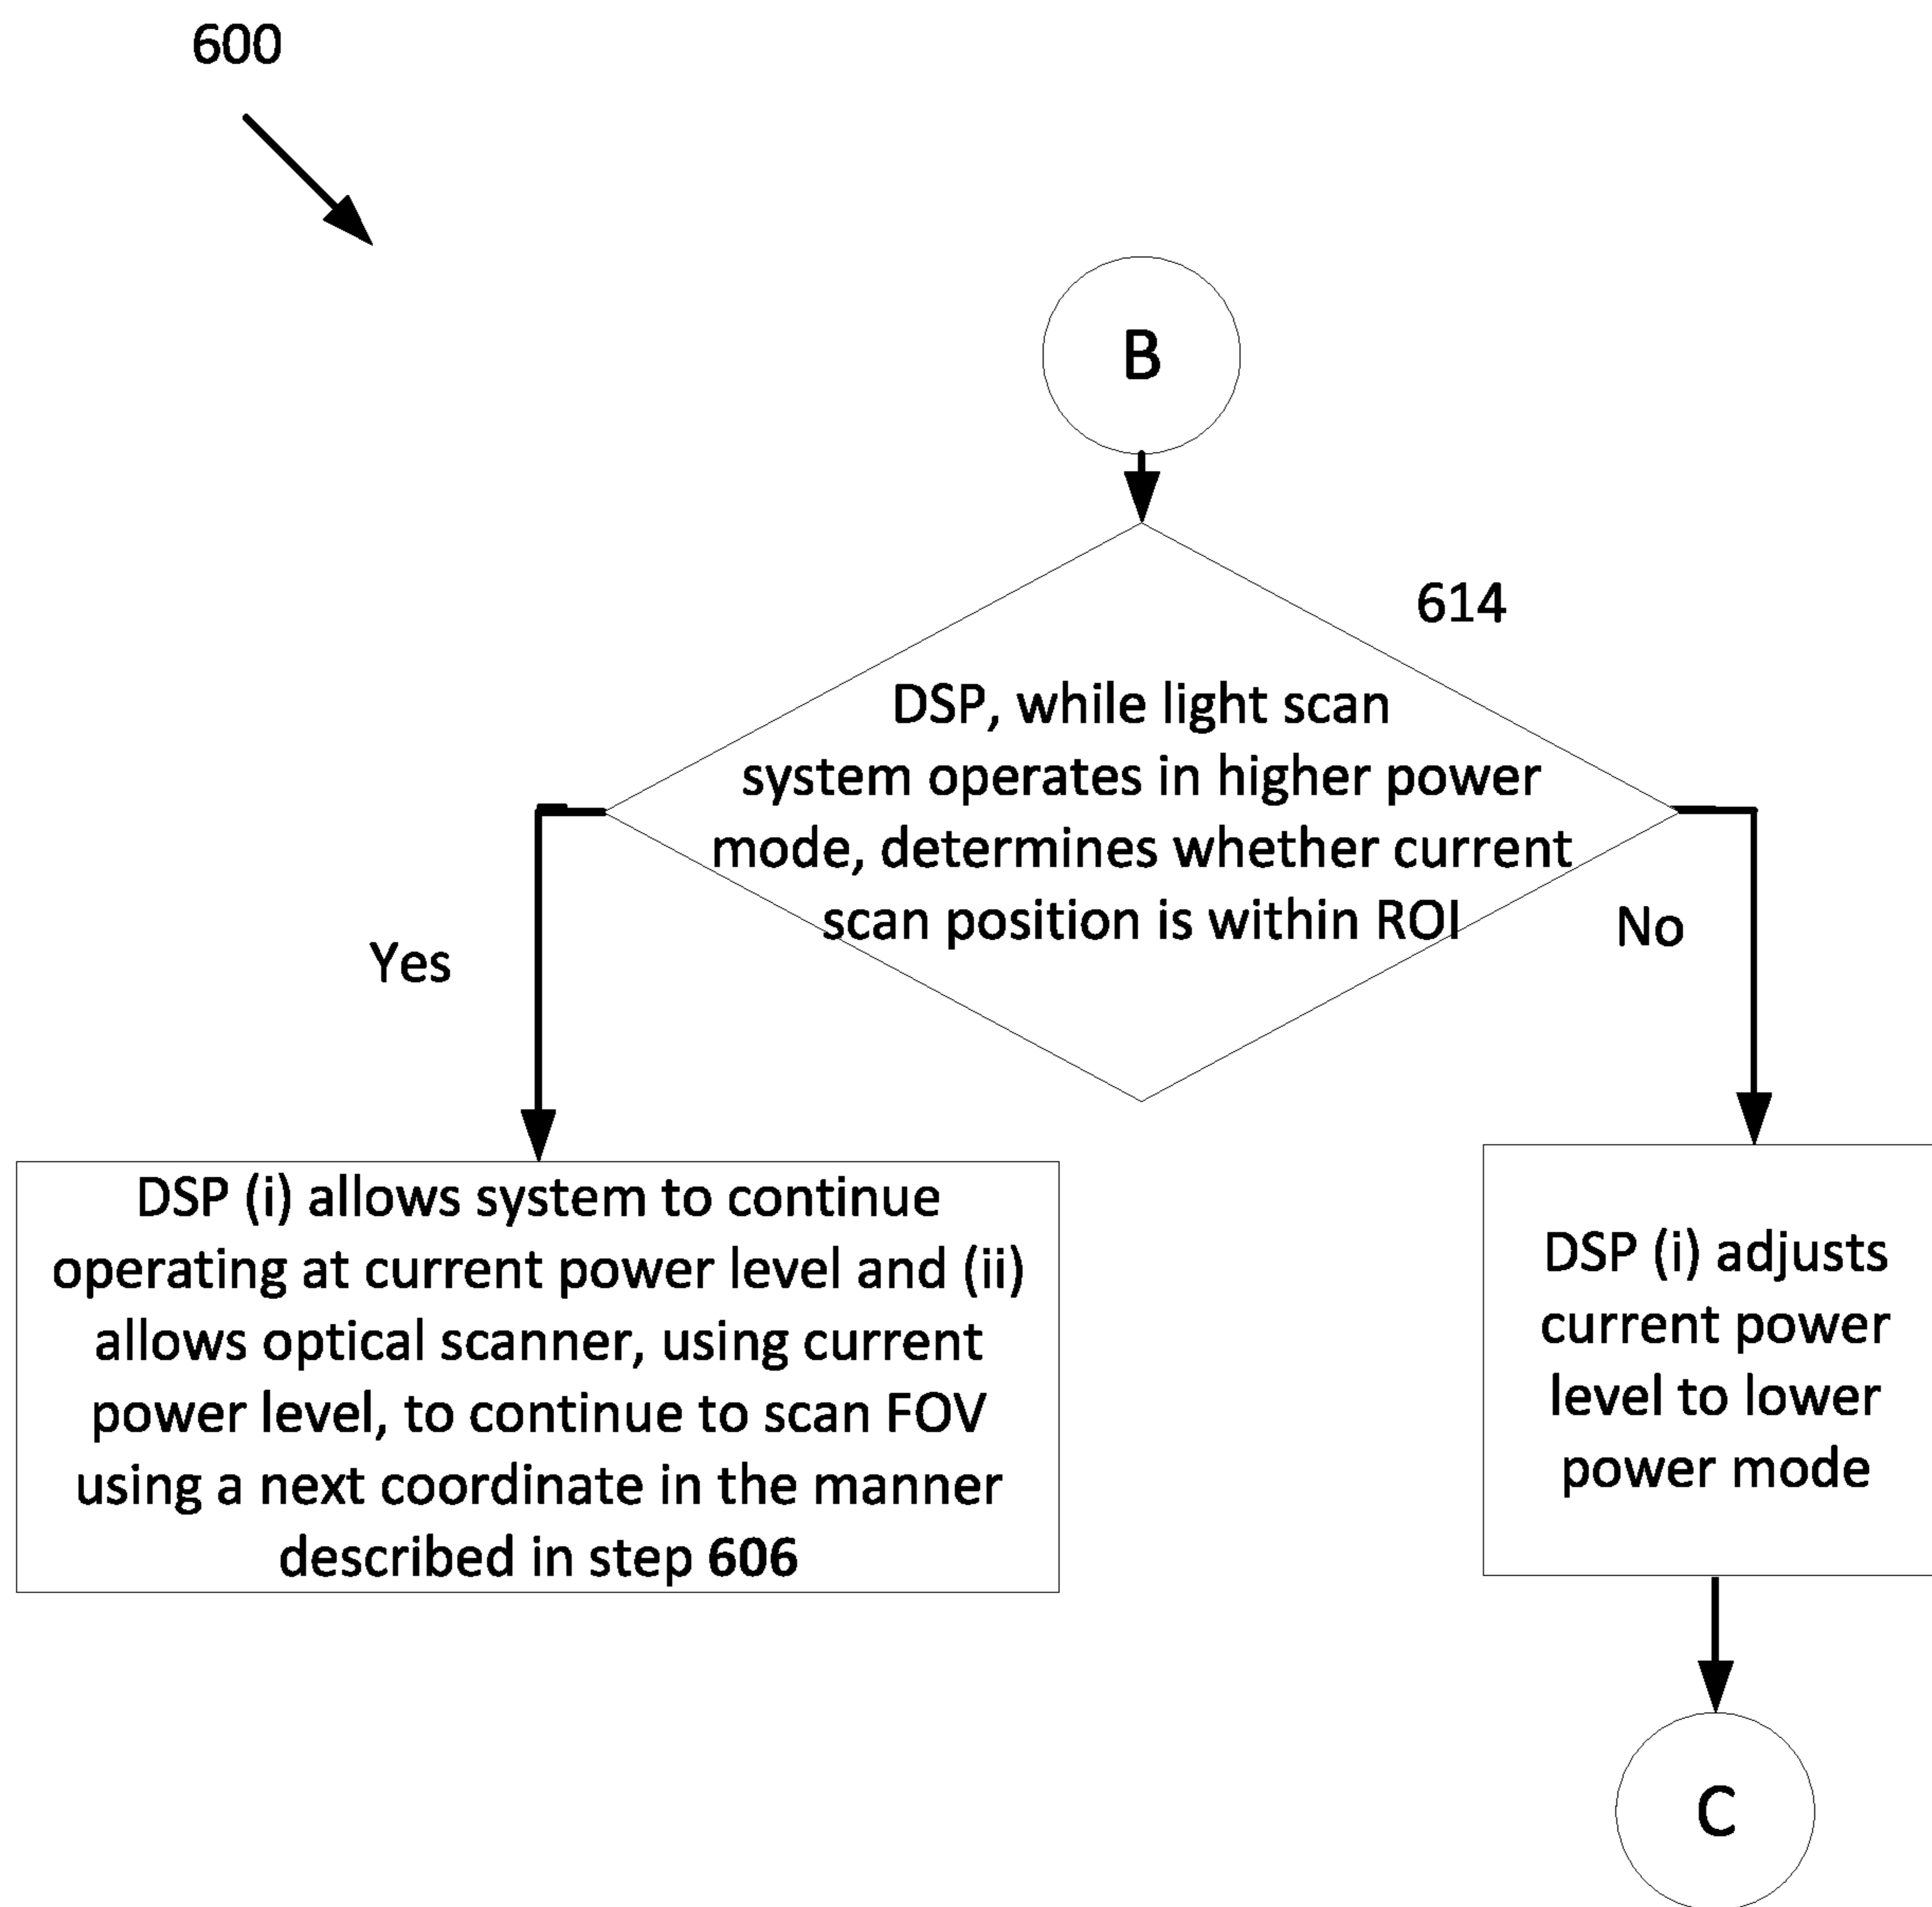 600
B
614
DSP, while light scan
system operates in higher power
mode, determines whether current
scan position is within ROI
Yes
No
DSP (i) allows system to continue
operating at current power level and (ii)
allows optical scanner, using current
power level, to continue to scan FOV
using a next coordinate in the manner
described in step 606
DSP (i) adjusts
current power
level to lower
power mode
C